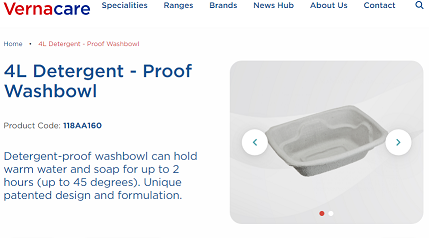 Vernacare Specialities Ranges Brands News Hub About Us Contact
Home • 4L Detergent - Proof Washbowl
4L Detergent - Proof
Washbowl
Product Code: 118AA160
Detergent-proof washbowl can hold
warm water and soap for up to 2
hours (up to 45 degrees). Unique
patented design and formulation.